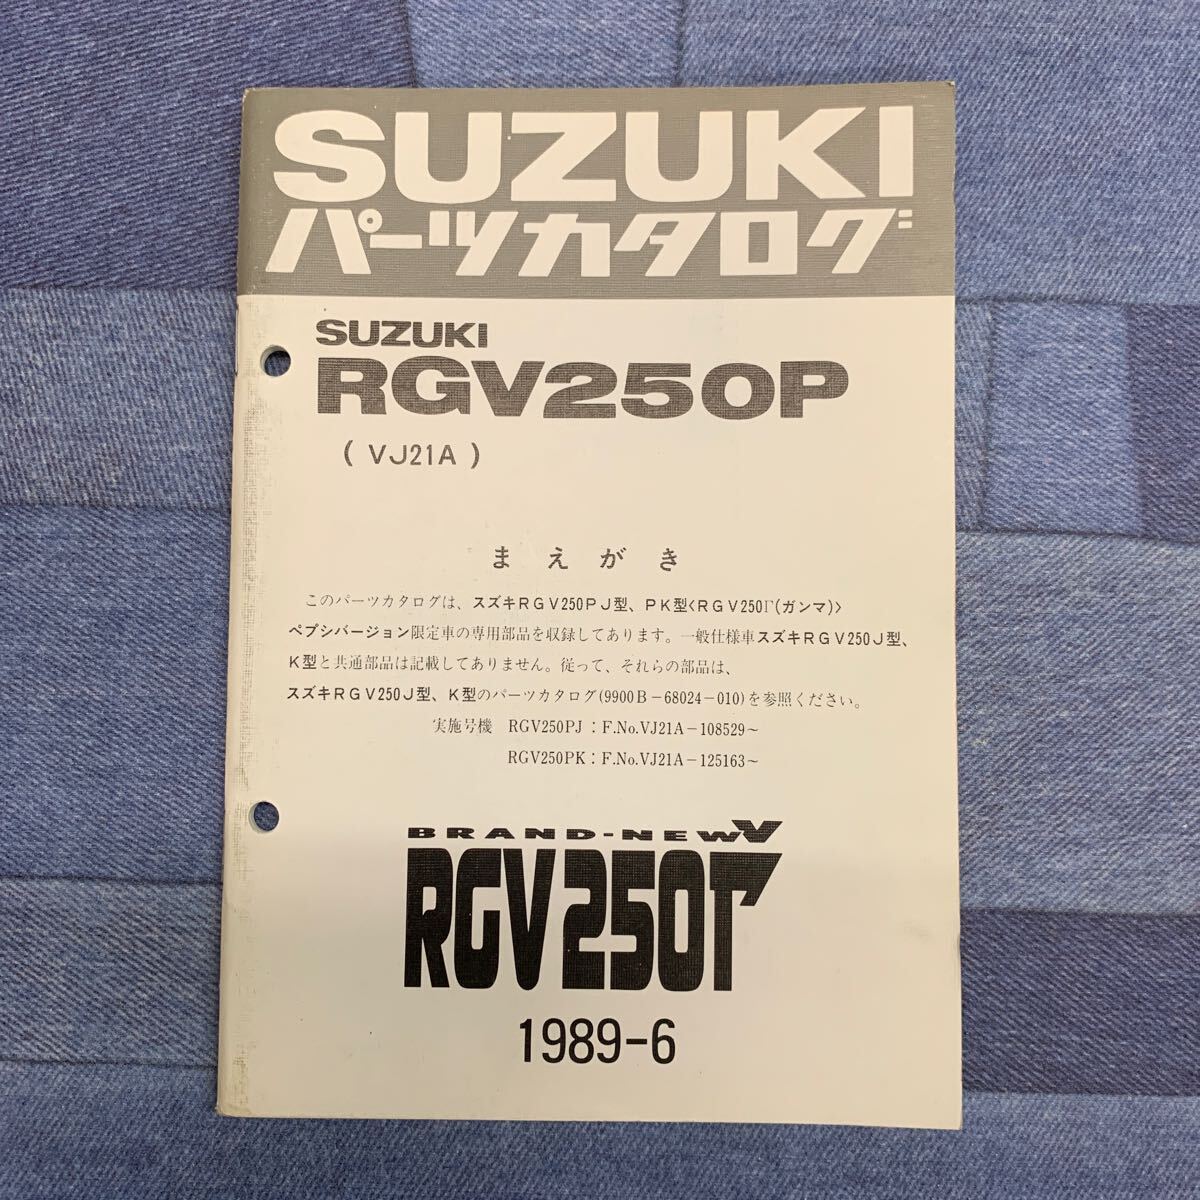 SUZUKI
パーツカタログ
SUZUKI
RGV250P
( VJ21A )
まえがき
このパーツカタログは、スズキRGV250PJ型、PK型〈RGV250Γ(ガンマ)〉
ペプシバージョン限定車の専用部品を収録してあります。一般仕様車スズキRGV250J型、
K型と共通部品は記載してありません。従って、それらの部品は、
スズキRGV250J型、K型のパーツカタログ(9900B-68024-010)を参照ください。
実施号機 RGV250PJ：F.No.VJ21A-108529～
RGV250PK：F.No.VJ21A-125163～
BRAND-NEW V
RGV250Γ
1989-6